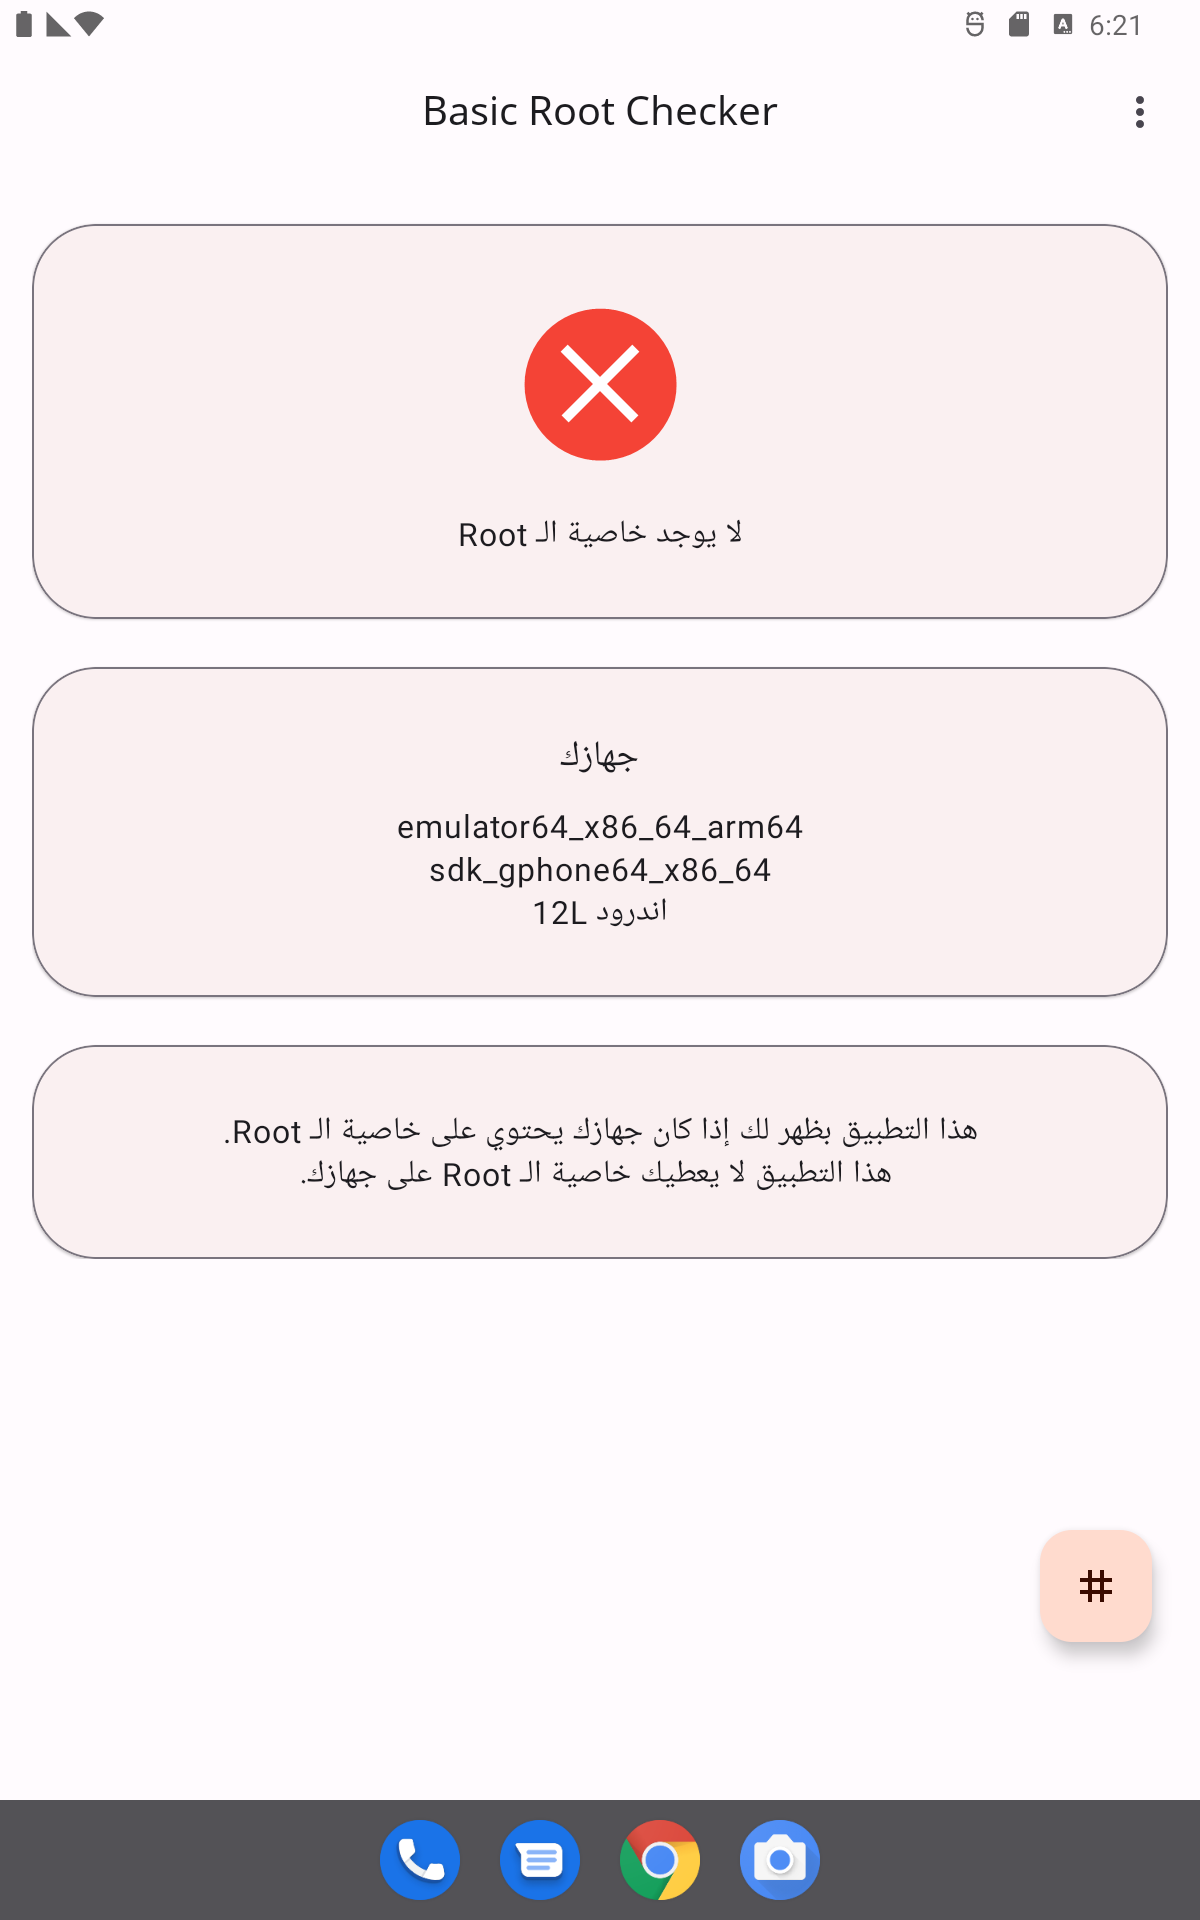 6:21
Basic Root Checker
لا يوجد خاصية الـ Root
جهازك
emulator64_x86_64_arm64
sdk_gphone64_x86_64
اندرود 12L
هذا التطبيق بظهر لك إذا كان جهازك يحتوي على خاصية الـ Root.
هذا التطبيق لا يعطيك خاصية الـ Root على جهازك.